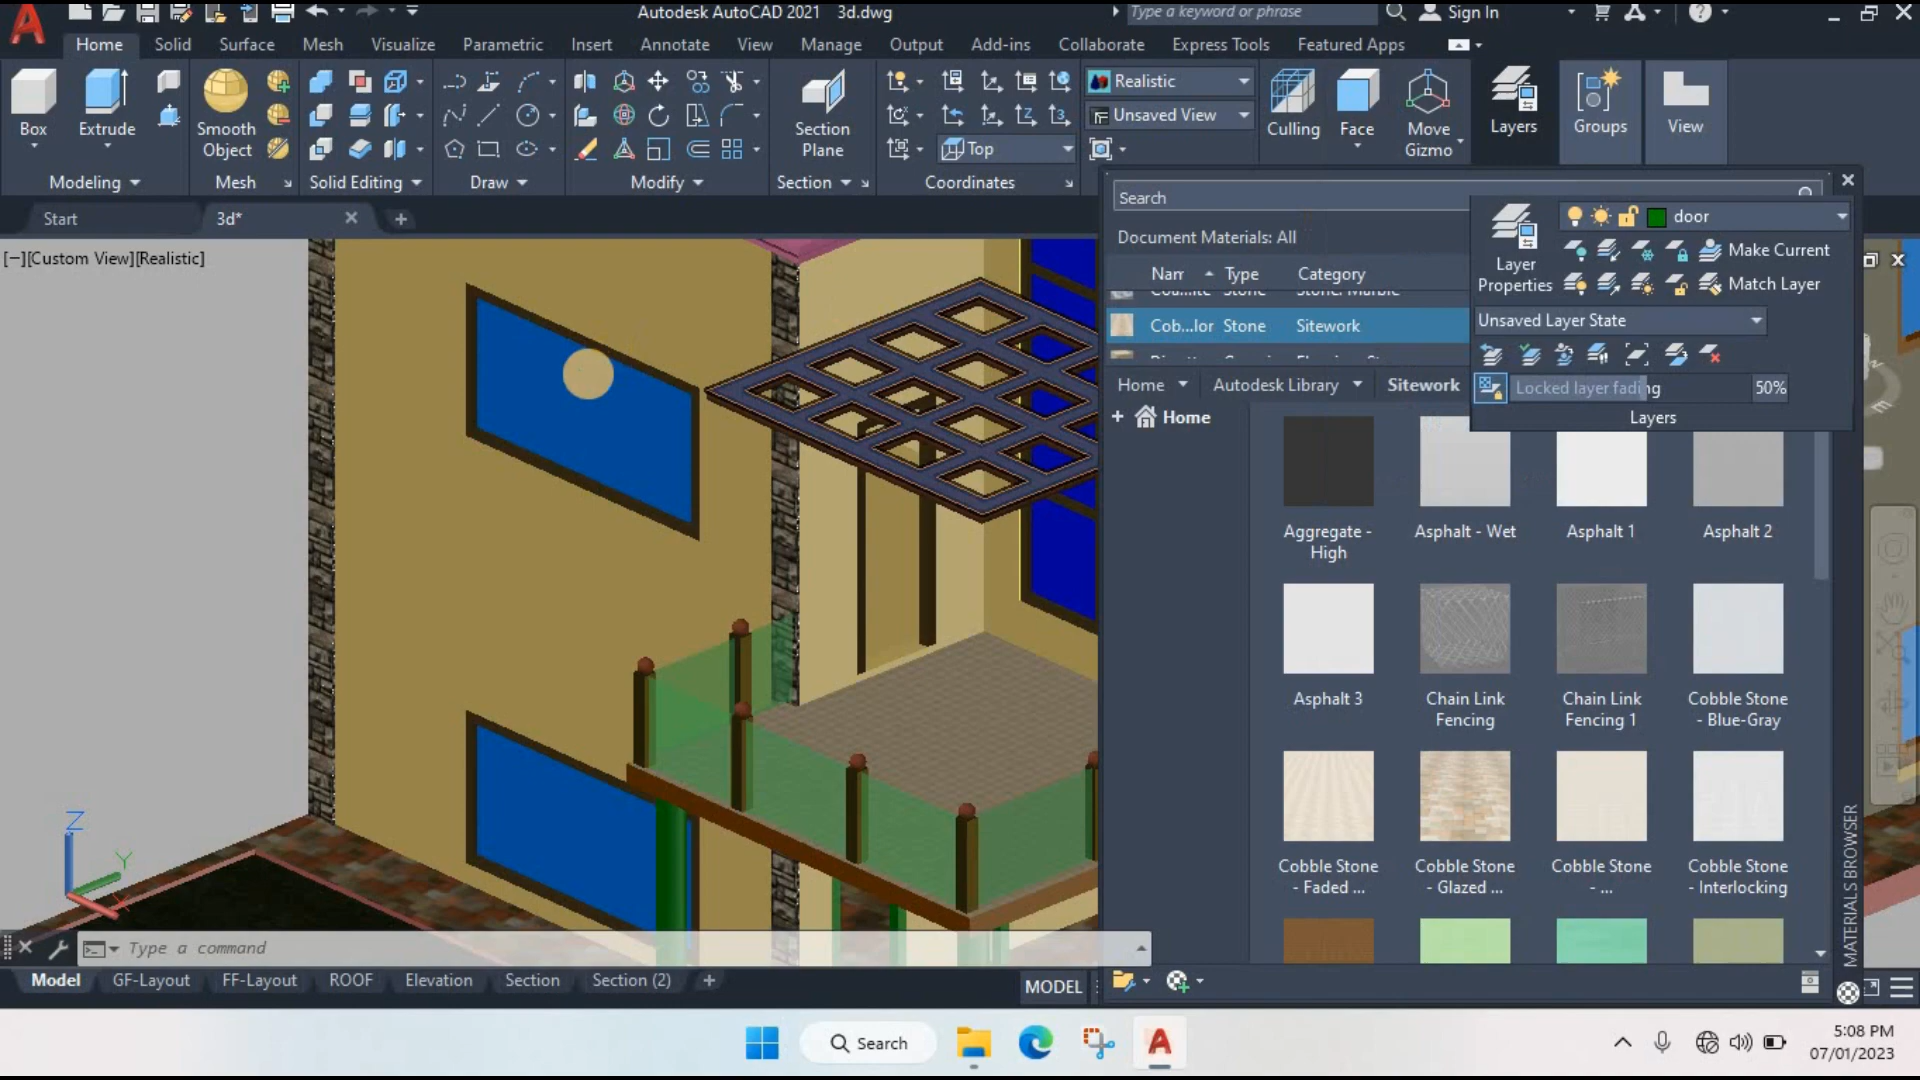 Autodesk AutoCAD 2021 3d.dwg
Type a keyword or phrase
Sign In
Home Solid Surface Mesh Visualize Parametric Insert Annotate View Manage Output Add-ins Collaborate Express Tools Featured Apps
Box
Extrude
Smooth
Object
Section
Plane
Realistic
Unsaved View
Top
Culling
Face
Move
Gizmo
Layers
Groups
View
Modeling
Mesh
Solid Editing
Draw
Modify
Section
Coordinates
Start
3d*
[−][Custom View][Realistic]
Search
Document Materials: All
Type
Category
Cob...lor Stone Sitework
Home
Autodesk Library
Sitework
Home
door
Make Current
Match Layer
Layer
Properties
Unsaved Layer State
Locked layer fading
50%
Layers
Aggregate -
High
Asphalt - Wet
Asphalt 1
Asphalt 2
Asphalt 3
Chain Link
Fencing
Chain Link
Fencing 1
Cobble Stone
- Blue-Gray
Cobble Stone
- Faded ...
Cobble Stone
- Glazed ...
Cobble Stone
- ...
Cobble Stone
- Interlocking
MATERIALS BROWSER
Z
Y
X
Type a command
Model GF-Layout FF-Layout ROOF Elevation Section Section (2)
MODEL
Search
5:08 PM
07/01/2023